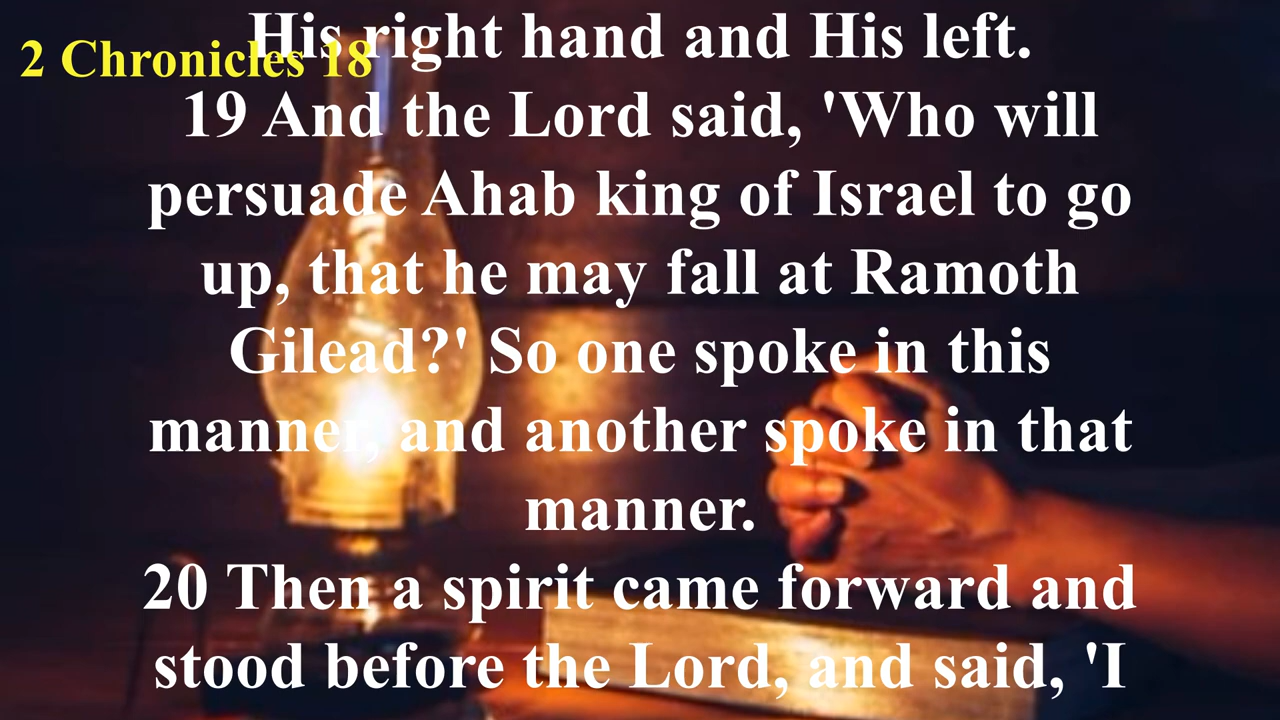 His right hand and His left.
2 Chronicles 18
19 And the Lord said, 'Who will
persuade Ahab king of Israel to go
up, that he may fall at Ramoth
Gilead?' So one spoke in this
manner, and another spoke in that
manner.
20 Then a spirit came forward and
stood before the Lord, and said, 'I